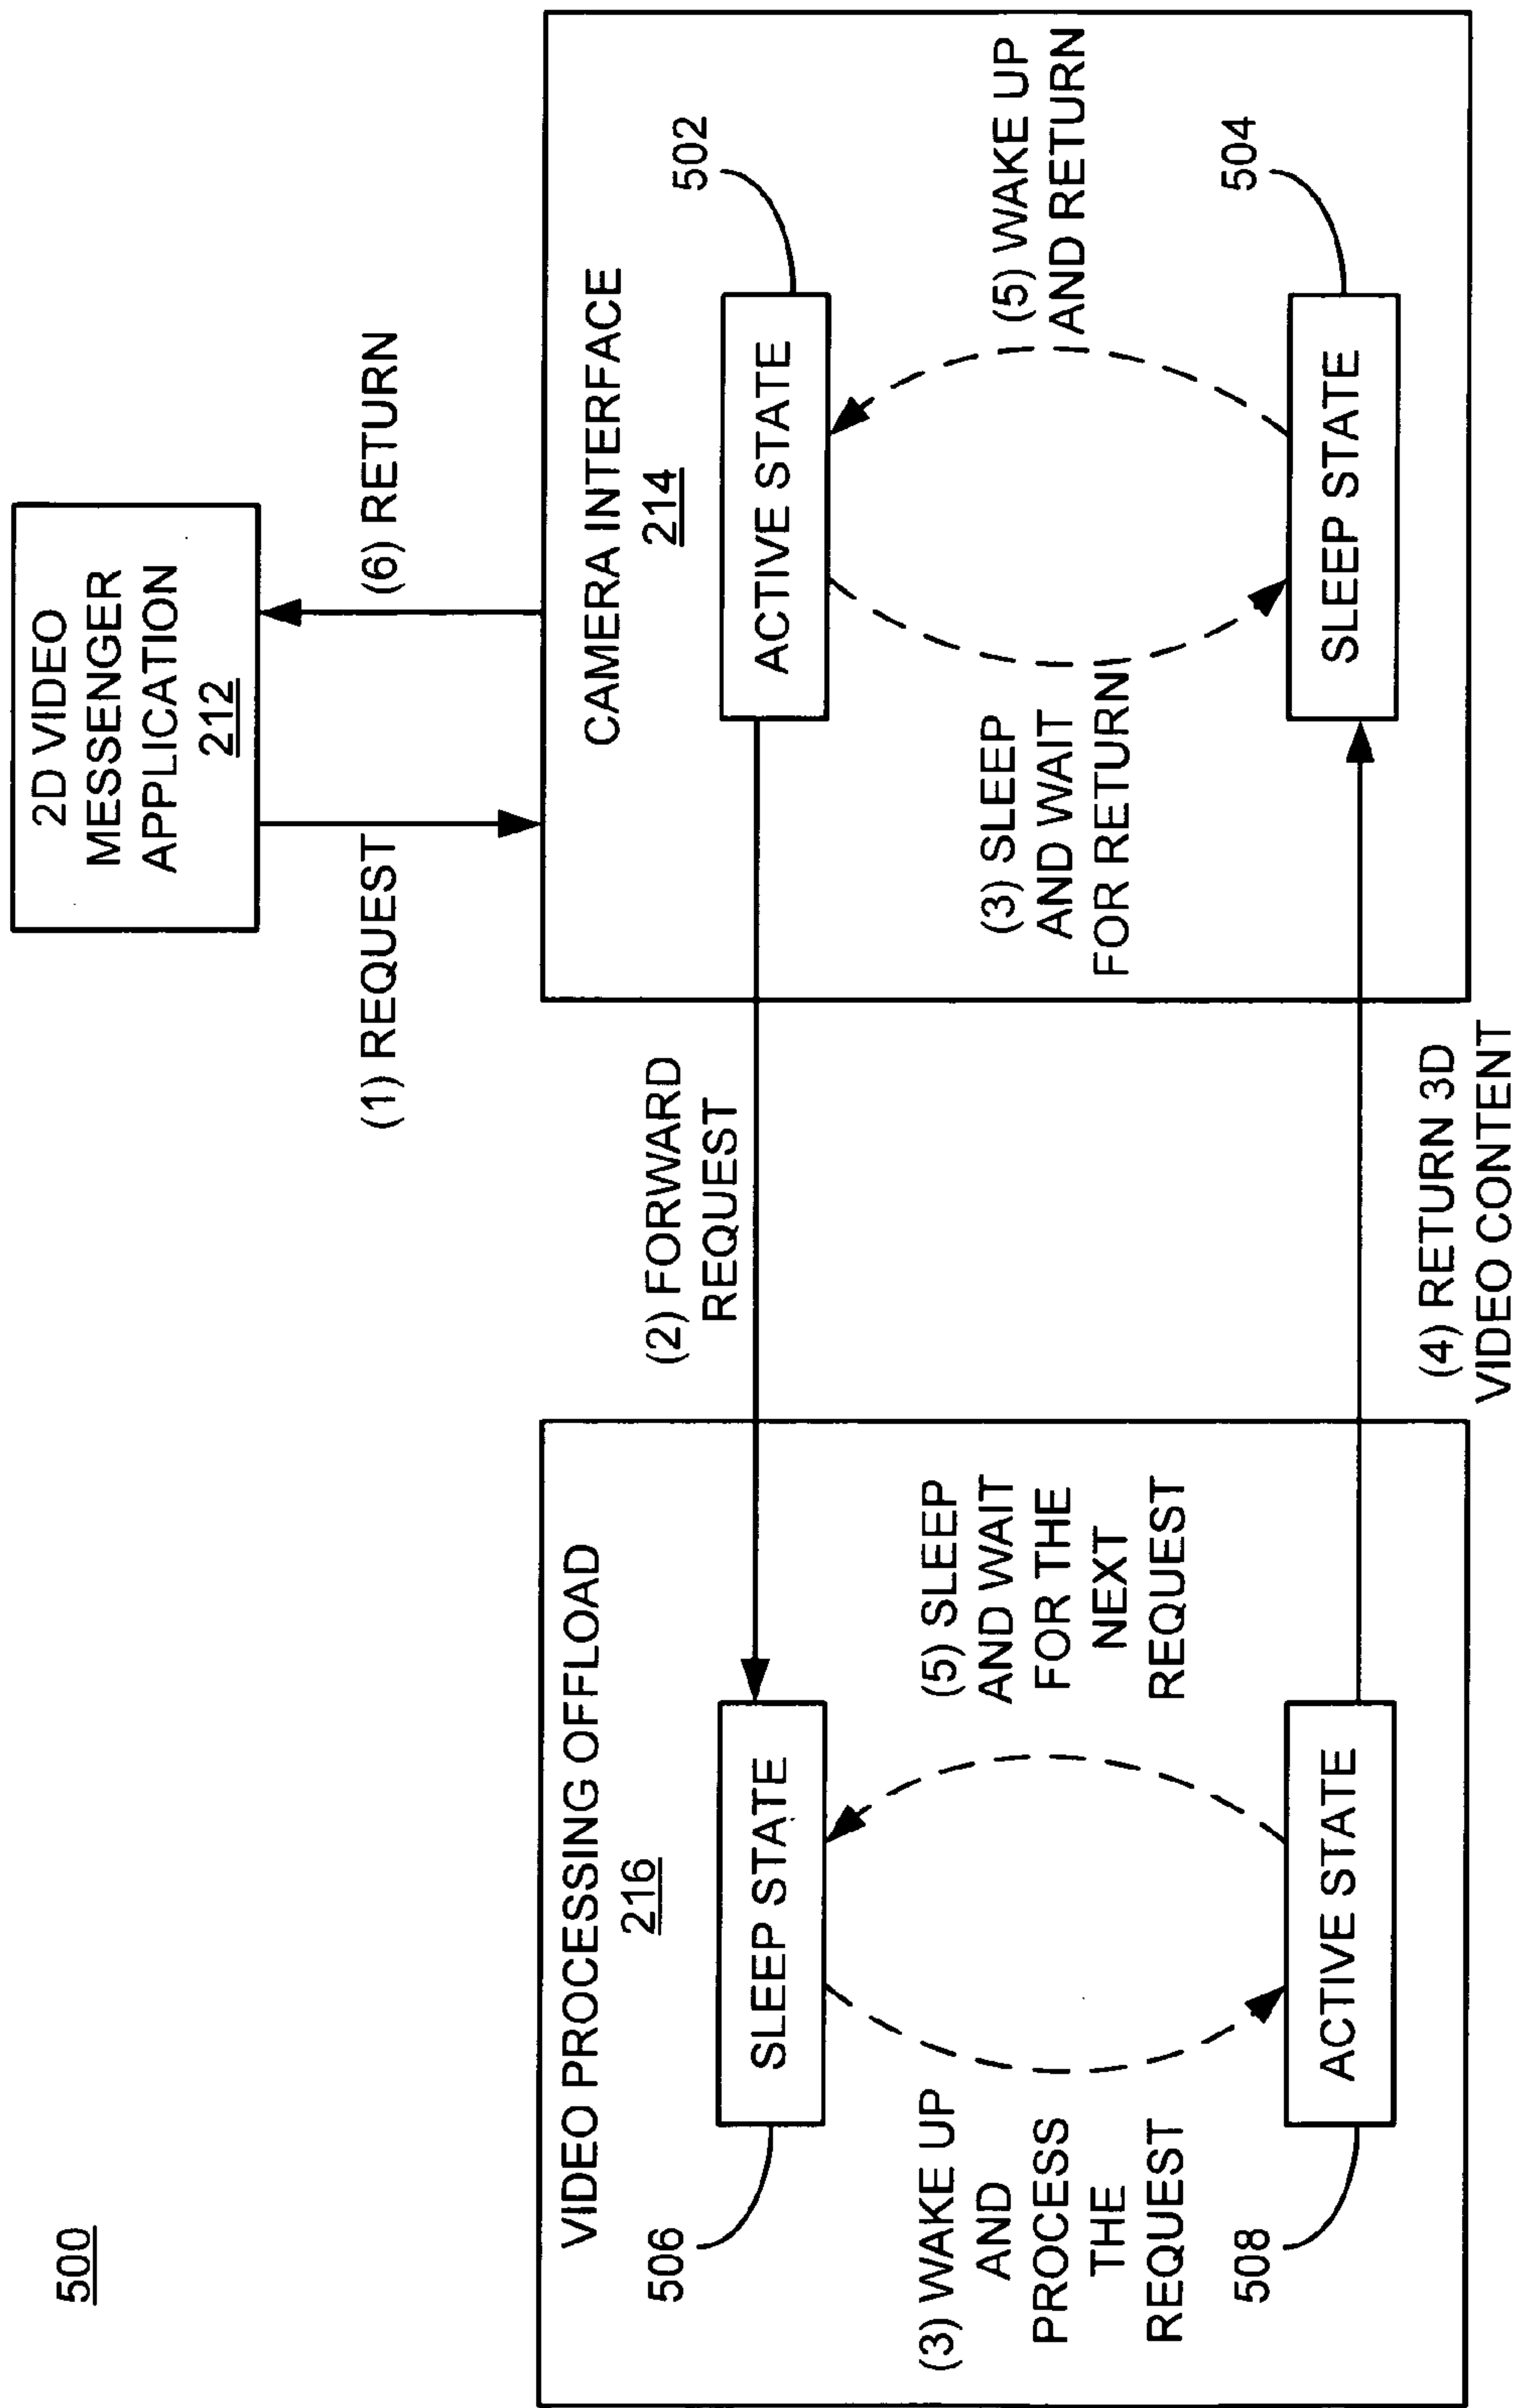 500
2D VIDEO
MESSENGER
APPLICATION
212
(1) REQUEST
(6) RETURN
VIDEO PROCESSING OFFLOAD
216
506
SLEEP STATE
(3) WAKE UP
AND
PROCESS
THE
REQUEST
(5) SLEEP
AND WAIT
FOR THE
NEXT
REQUEST
508
ACTIVE STATE
(2) FORWARD
REQUEST
(4) RETURN 3D
VIDEO CONTENT
CAMERA INTERFACE
214
502
ACTIVE STATE
(3) SLEEP
AND WAIT
FOR RETURN
(5) WAKE UP
AND RETURN
504
SLEEP STATE